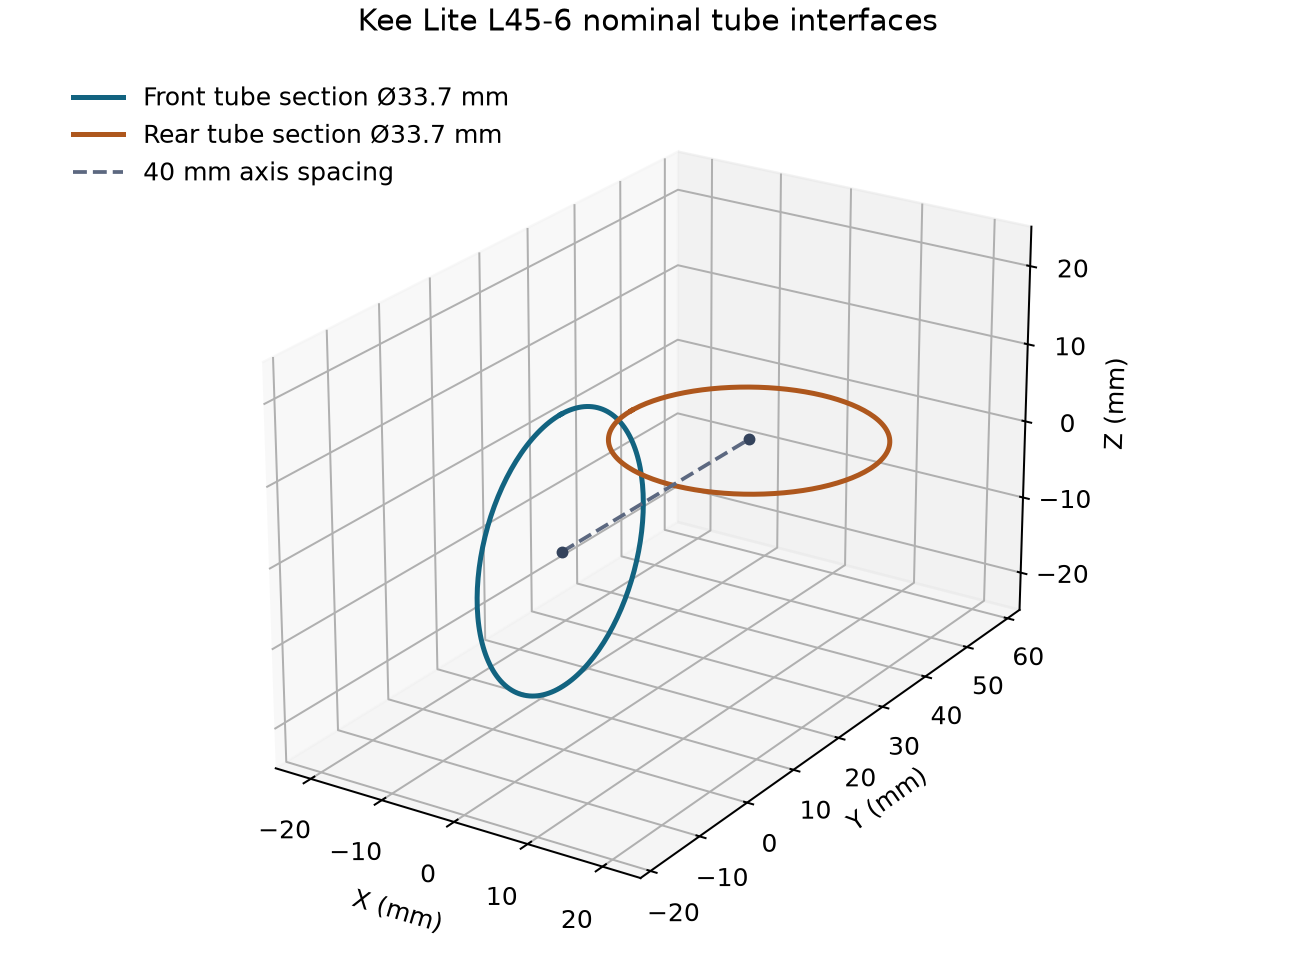 Kee Lite L45-6 nominal tube interfaces
Front tube section Ø33.7 mm
Rear tube section Ø33.7 mm
40 mm axis spacing
20
10
0
−10
−20
Z (mm)
60
50
40
30
20
10
0
−10
−20
Y (mm)
−20
−10
0
10
20
X (mm)